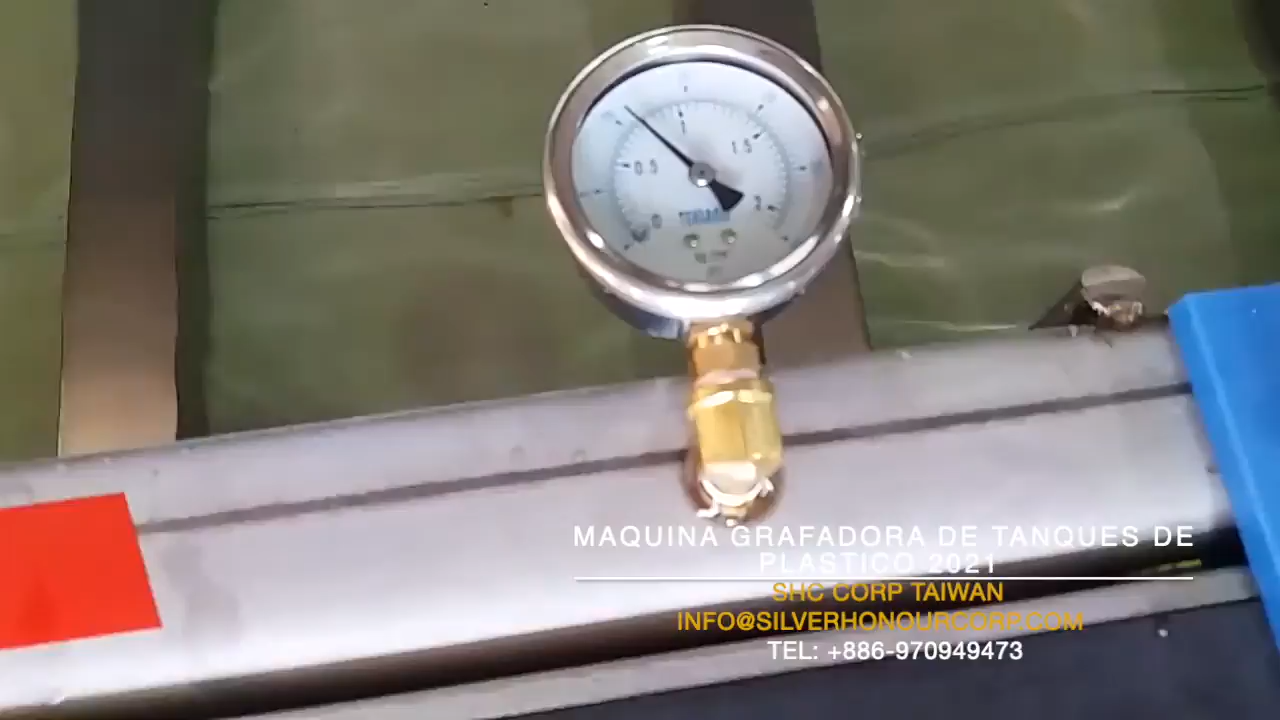 1
0.5
1.5
0
2
MAQUINA GRAFADORA DE TANQUES DE
PLASTICO 2021
SHC CORP TAIWAN
INFO@SILVERHONOURCORP.COM
TEL: +886-970949473